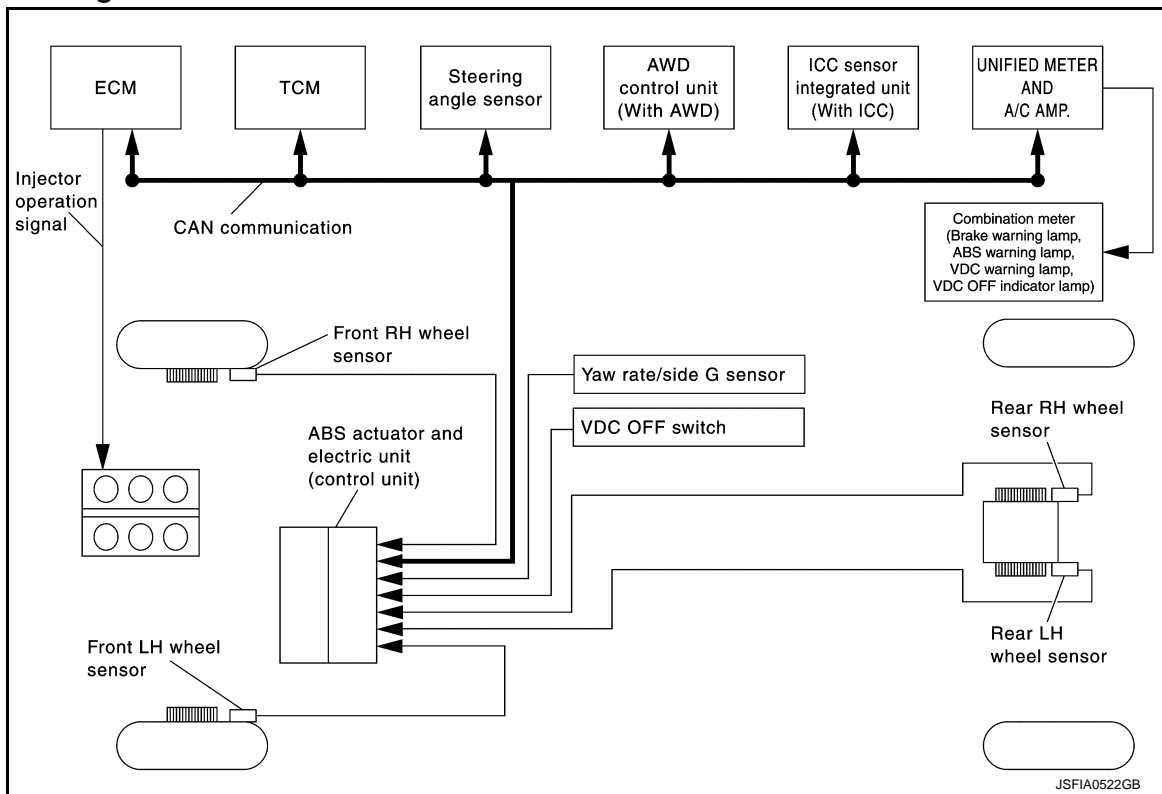 ECM
TCM
Steering
angle sensor
AWD
control unit
(With AWD)
ICC sensor
integrated unit
(With ICC)
UNIFIED METER
AND
A/C AMP.
Injector
operation
signal
CAN communication
Combination meter
(Brake warning lamp,
ABS warning lamp,
VDC warning lamp,
VDC OFF indicator lamp)
Front RH wheel
sensor
Yaw rate/side G sensor
VDC OFF switch
Rear RH wheel
sensor
ABS actuator and
electric unit
(control unit)
Front LH wheel
sensor
Rear LH
wheel sensor
JSFIA0522GB